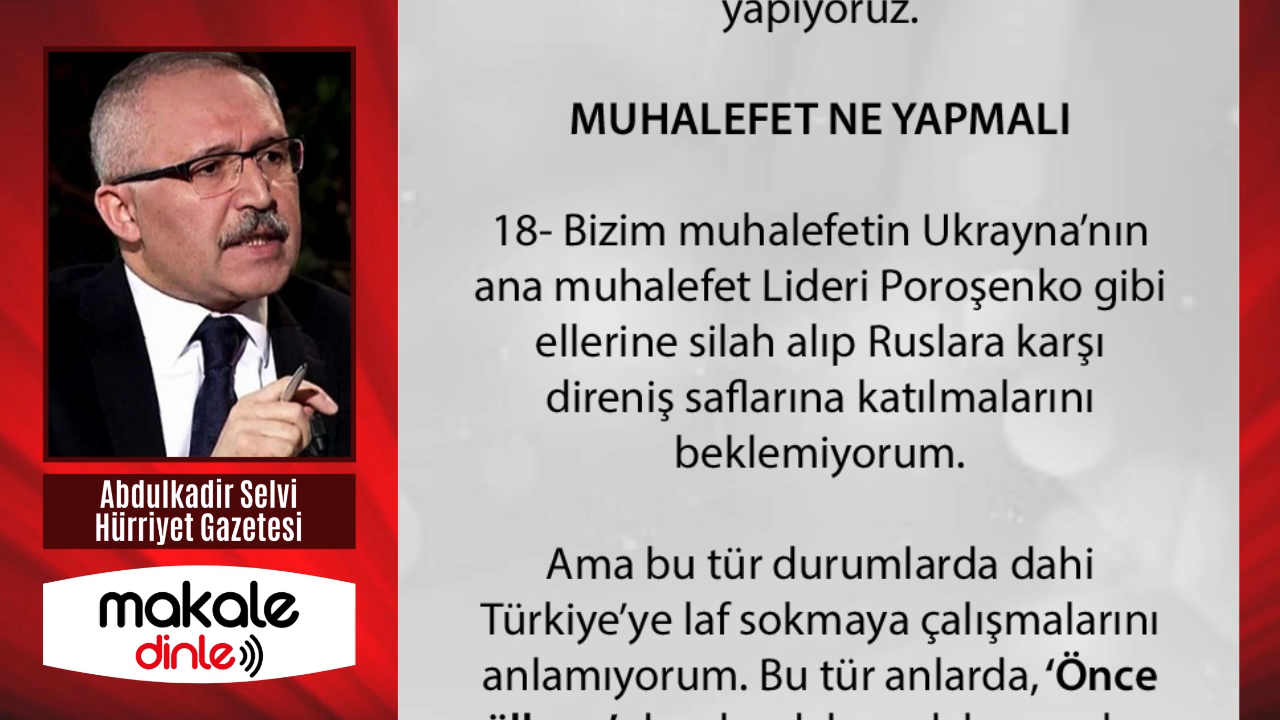 Abdulkadir Selvi
Hürriyet Gazetesi
makale
dinle
yapıyoruz.
MUHALEFET NE YAPMALI
18- Bizim muhalefetin Ukrayna’nın
ana muhalefet Lideri Poroşenko gibi
ellerine silah alıp Ruslara karşı
direniş saflarına katılmalarını
beklemiyorum.
Ama bu tür durumlarda dahi
Türkiye’ye laf sokmaya çalışmalarını
anlamıyorum. Bu tür anlarda, ‘Önce